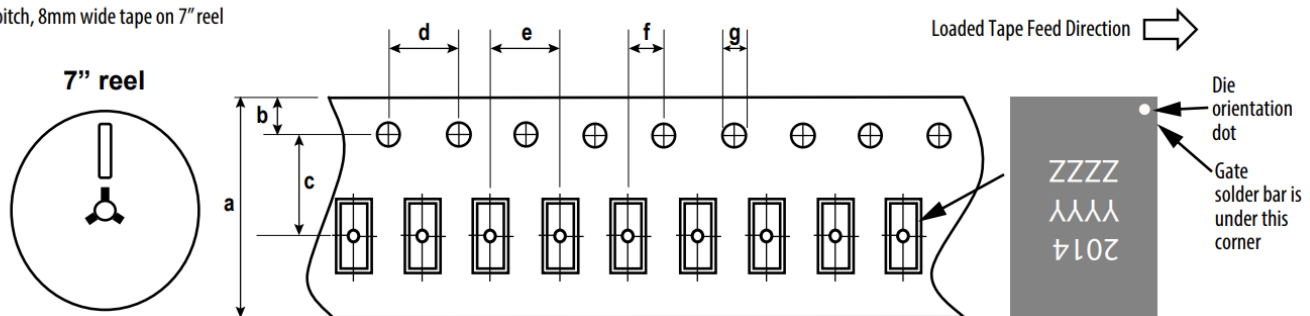 pitch, 8mm wide tape on 7” reel
Loaded Tape Feed Direction
7” reel
a
b
c
d
e
f
g
Die
orientation
dot
Gate
solder bar is
under this
corner
2014
YYYY
ZZZZ